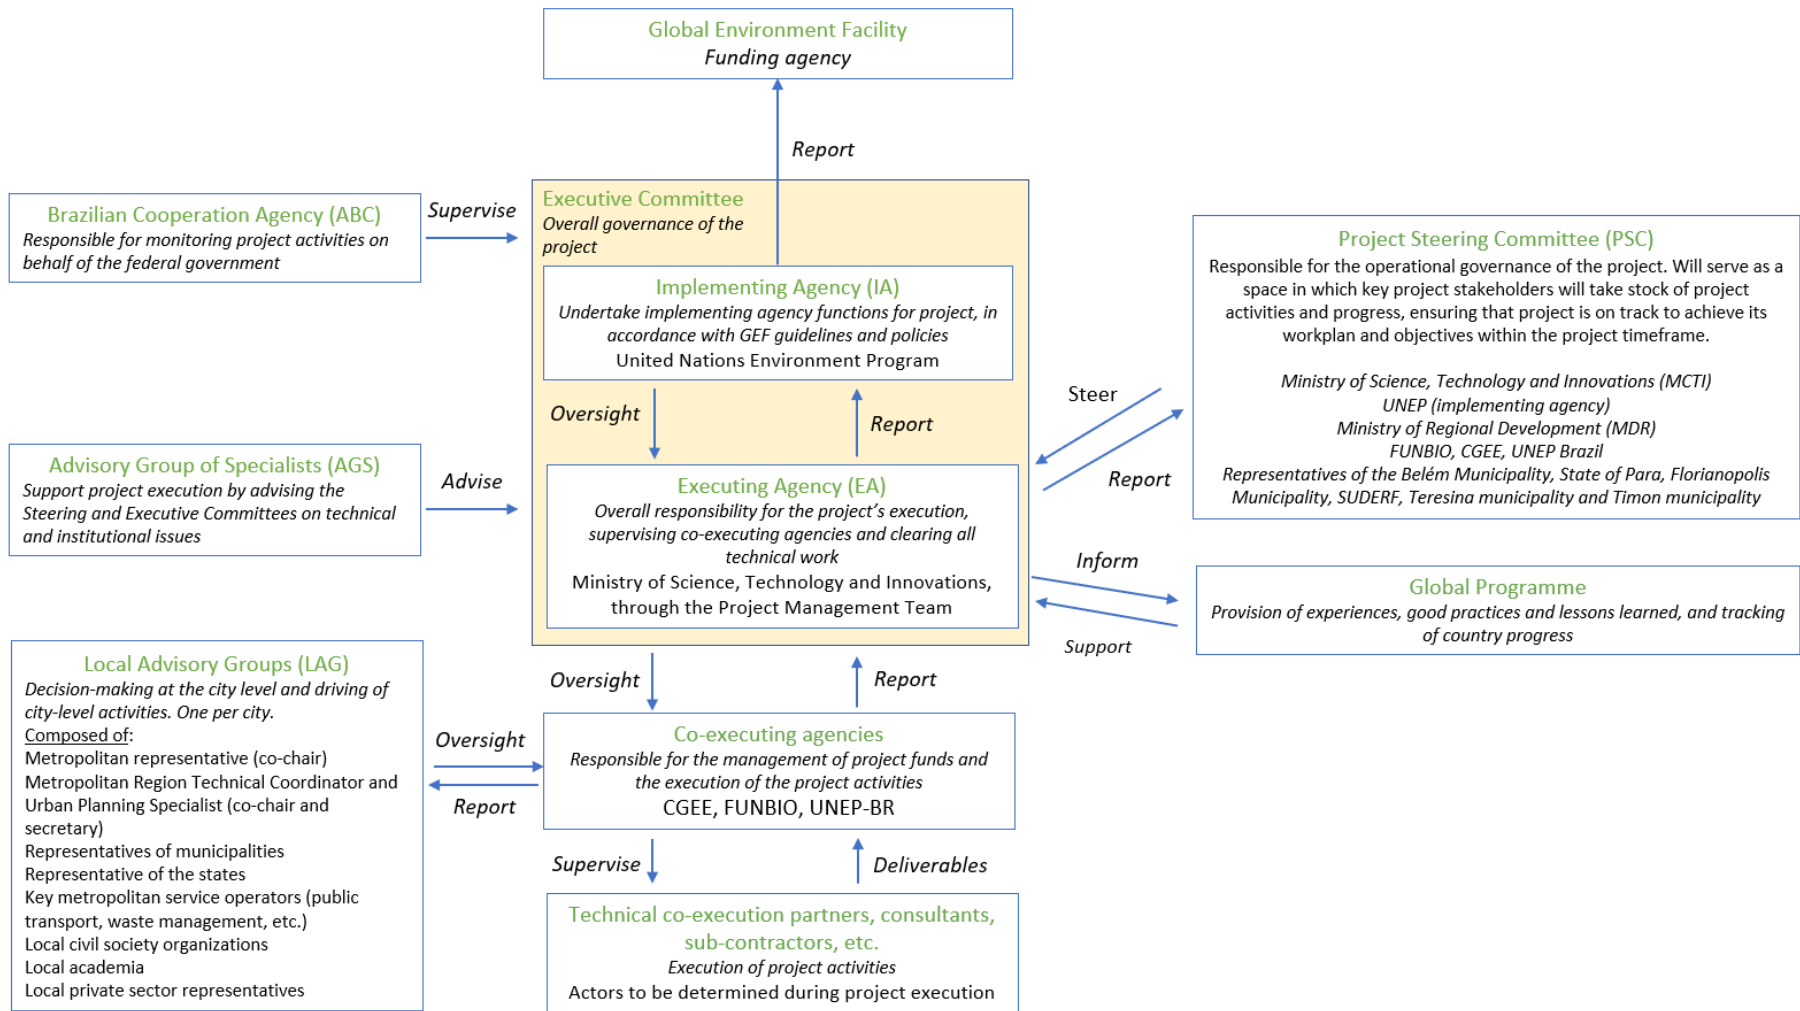 Global Environment Facility
Funding agency
Report
Brazilian Cooperation Agency (ABC)
Responsible for monitoring project activities on
behalf of the federal government
Supervise
Executive Committee
Overall governance of the
project
Implementing Agency (IA)
Undertake implementing agency functions for project, in
accordance with GEF guidelines and policies
United Nations Environment Program
Oversight
Report
Project Steering Committee (PSC)
Responsible for the operational governance of the project. Will serve as a
space in which key project stakeholders will take stock of project
activities and progress, ensuring that project is on track to achieve its
workplan and objectives within the project timeframe.
Ministry of Science, Technology and Innovations (MCTI)
UNEP (implementing agency)
Ministry of Regional Development (MDR)
FUNBIO, CGEE, UNEP Brazil
Representatives of the Belém Municipality, State of Para, Florianopolis
Municipality, SUDERF, Teresina municipality and Timon municipality
Steer
Report
Advisory Group of Specialists (AGS)
Support project execution by advising the
Steering and Executive Committees on technical
and institutional issues
Advise
Executing Agency (EA)
Overall responsibility for the project’s execution,
supervising co-executing agencies and clearing all
technical work
Ministry of Science, Technology and Innovations,
through the Project Management Team
Inform
Support
Global Programme
Provision of experiences, good practices and lessons learned, and tracking
of country progress
Oversight
Report
Local Advisory Groups (LAG)
Decision-making at the city level and driving of
city-level activities. One per city.
Composed of:
Metropolitan representative (co-chair)
Metropolitan Region Technical Coordinator and
Urban Planning Specialist (co-chair and
secretary)
Representatives of municipalities
Representative of the states
Key metropolitan service operators (public
transport, waste management, etc.)
Local civil society organizations
Local academia
Local private sector representatives
Oversight
Report
Co-executing agencies
Responsible for the management of project funds and
the execution of the project activities
CGEE, FUNBIO, UNEP-BR
Supervise
Deliverables
Technical co-execution partners, consultants,
sub-contractors, etc.
Execution of project activities
Actors to be determined during project execution